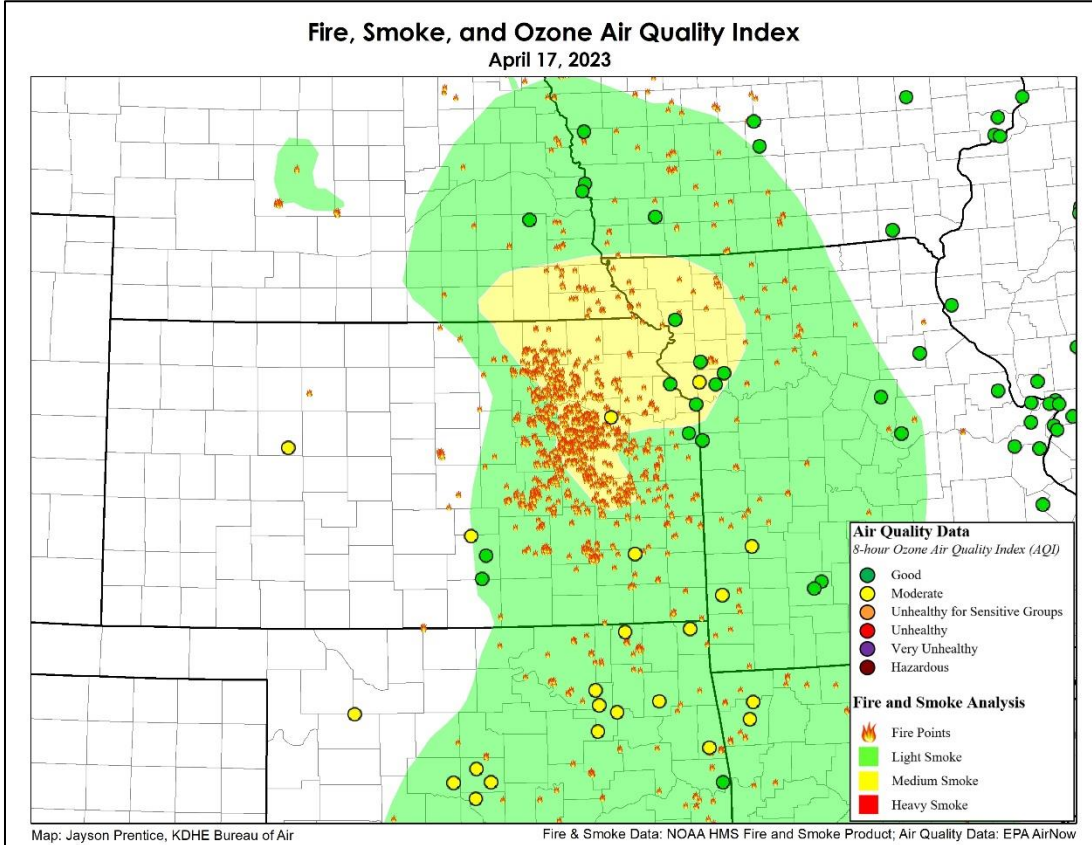 Fire, Smoke, and Ozone Air Quality Index
April 17, 2023
Air Quality Data
8-hour Ozone Air Quality Index (AQI)
Good
Moderate
Unhealthy for Sensitive Groups
Unhealthy
Very Unhealthy
Hazardous
Fire and Smoke Analysis
Fire Points
Light Smoke
Medium Smoke
Heavy Smoke
Map: Jayson Prentice, KDHE Bureau of Air
Fire & Smoke Data: NOAA HMS Fire and Smoke Product; Air Quality Data: EPA AirNow